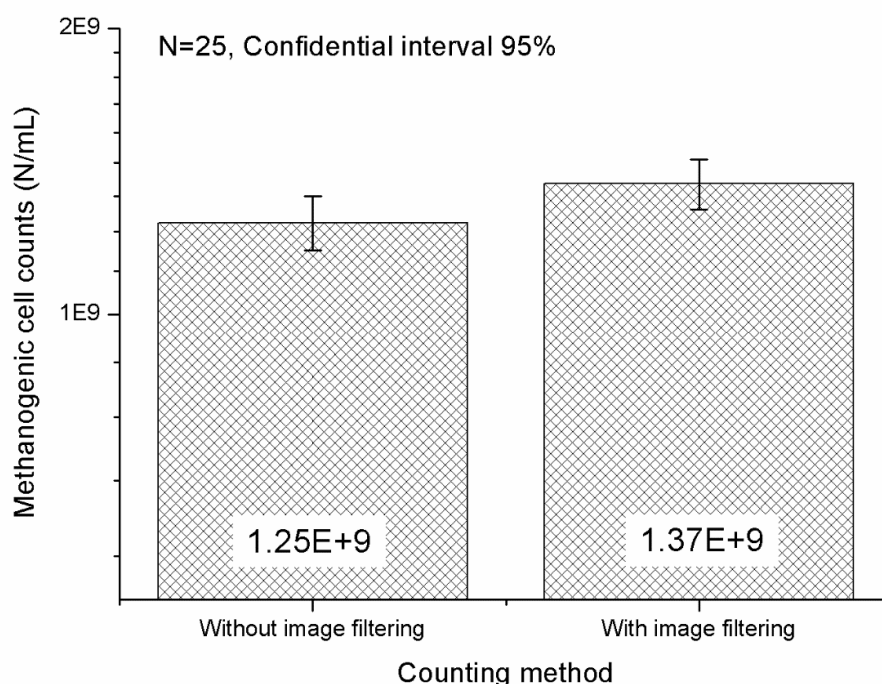 2E9
N=25, Confidential interval 95%
Methanogenic cell counts (N/mL)
1E9
1.25E+9
1.37E+9
Without image filtering
With image filtering
Counting method